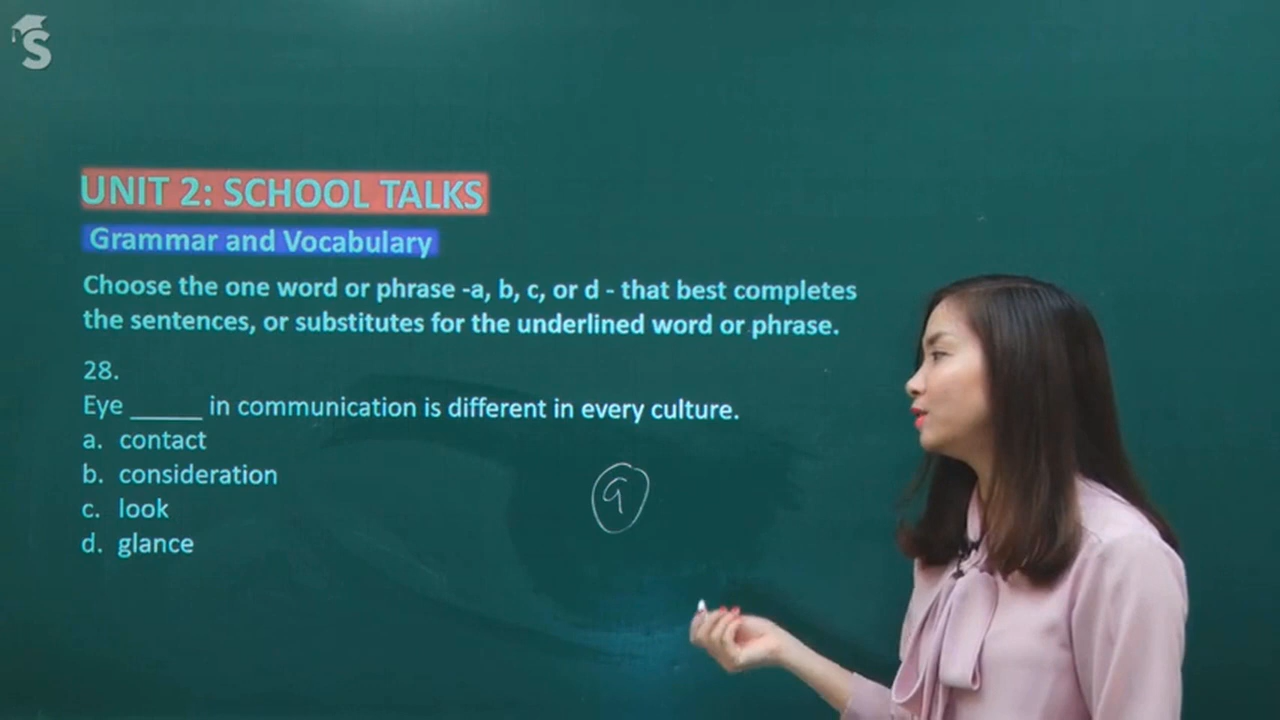 S
UNIT 2: SCHOOL TALKS
Grammar and Vocabulary
Choose the one word or phrase -a, b, c, or d - that best completes
the sentences, or substitutes for the underlined word or phrase.
28.
Eye _____ in communication is different in every culture.
a. contact
b. consideration
c. look
d. glance
a